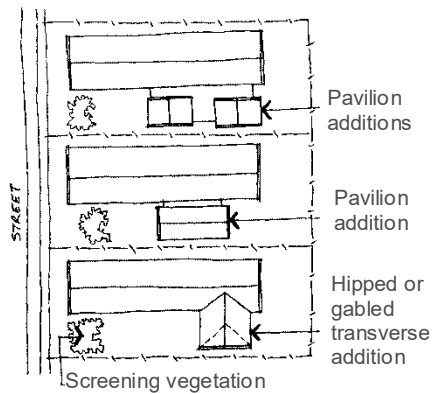 Pavilion
additions
STREET
Pavilion
addition
Hipped or
gabled
transverse
addition
Screening vegetation